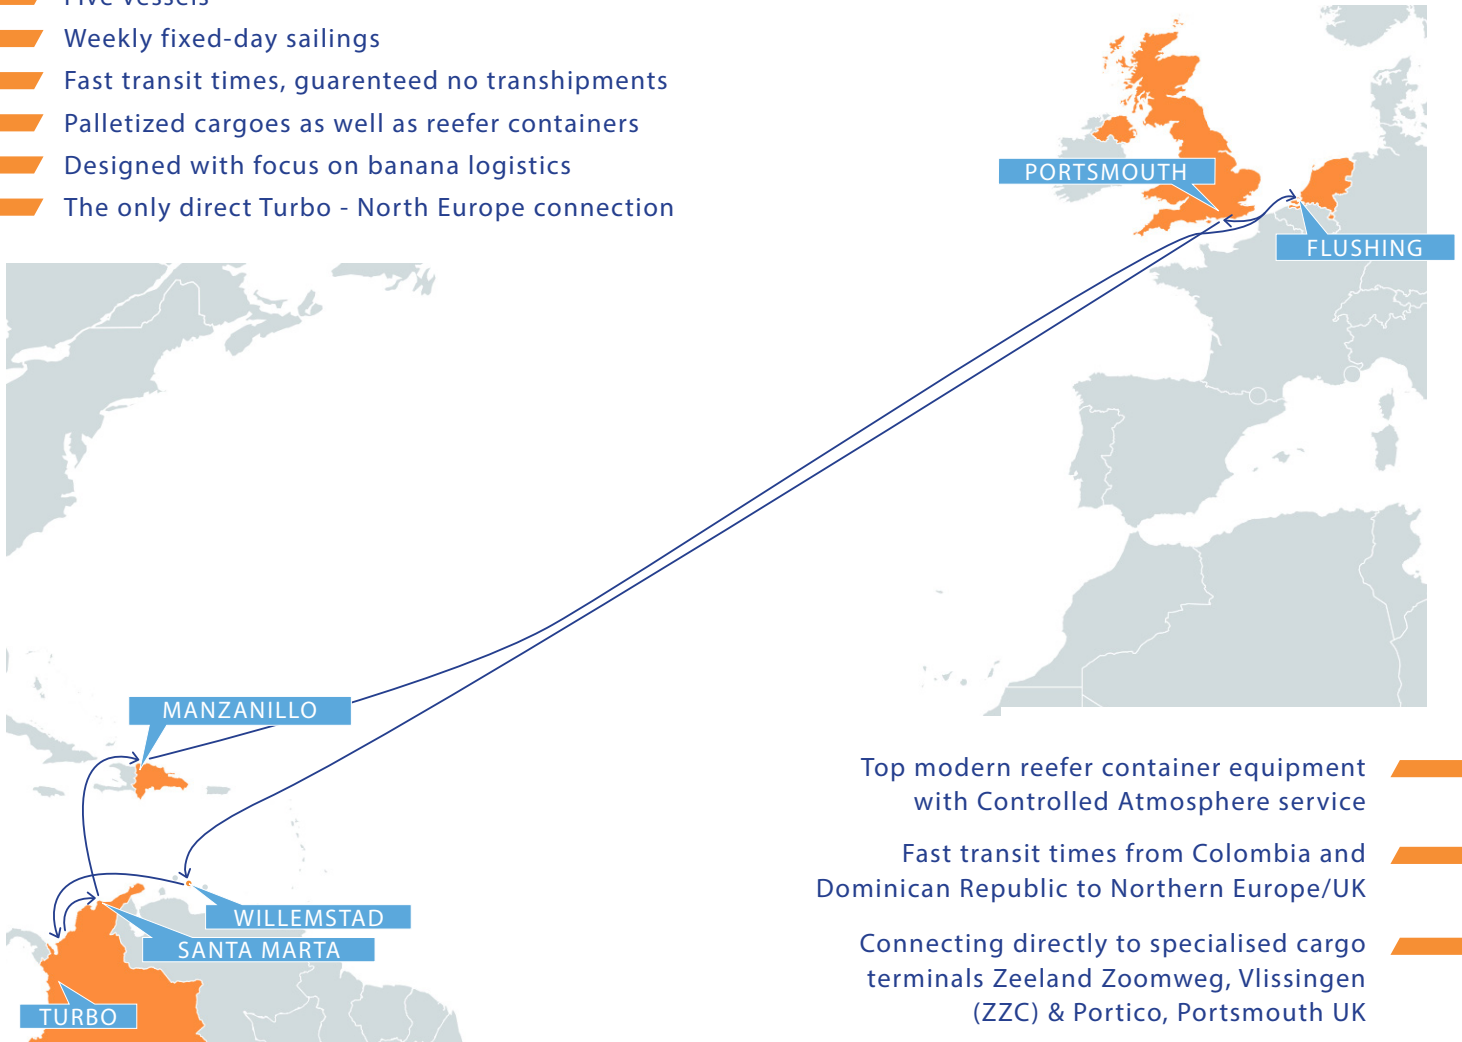 Five vessels
Weekly fixed-day sailings
Fast transit times, guarenteed no transhipments
Palletized cargoes as well as reefer containers
Designed with focus on banana logistics
The only direct Turbo - North Europe connection
PORTSMOUTH
FLUSHING
MANZANILLO
WILLEMSTAD
SANTA MARTA
TURBO
Top modern reefer container equipment
with Controlled Atmosphere service
Fast transit times from Colombia and
Dominican Republic to Northern Europe/UK
Connecting directly to specialised cargo
terminals Zeeland Zoomweg, Vlissingen
(ZZC) & Portico, Portsmouth UK